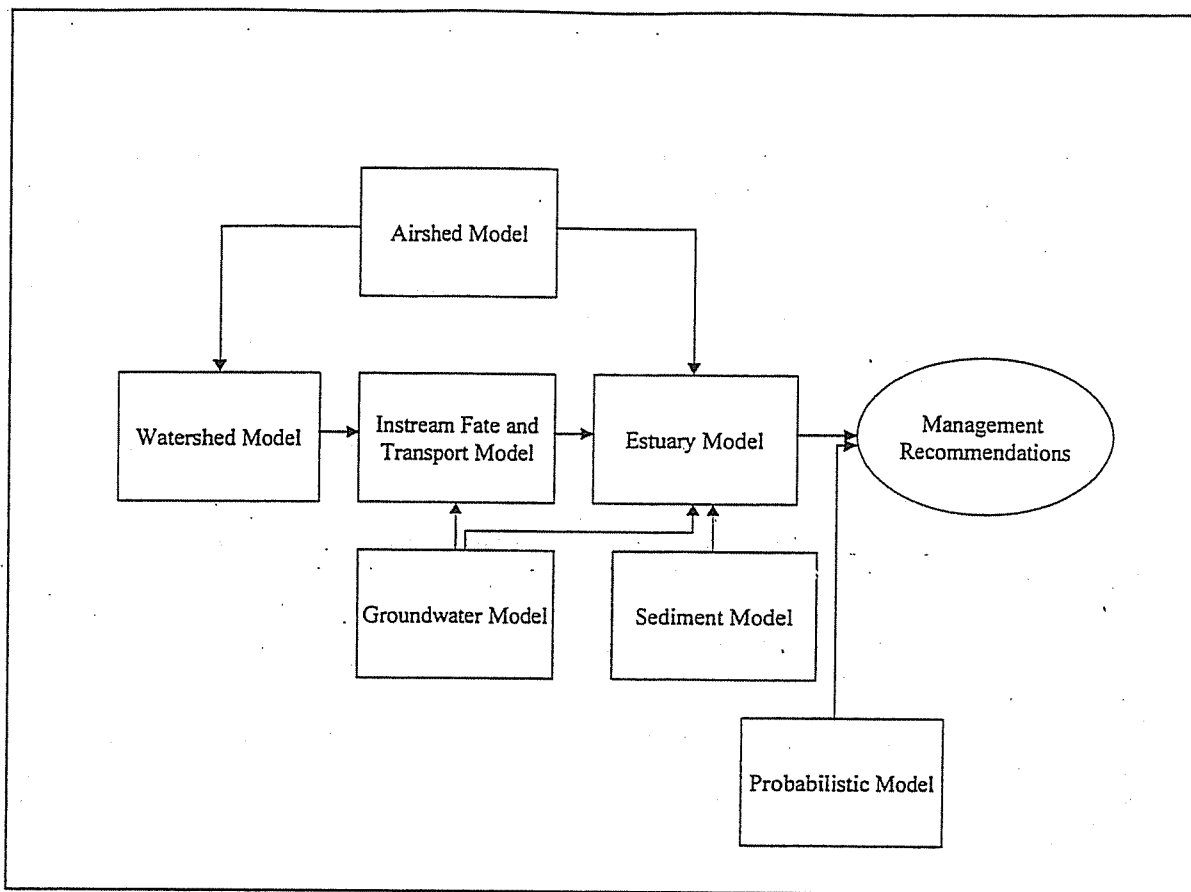 Airshed Model
Watershed Model
Instream Fate and
Transport Model
Estuary Model
Management
Recommendations
Groundwater Model
Sediment Model
Probabilistic Model